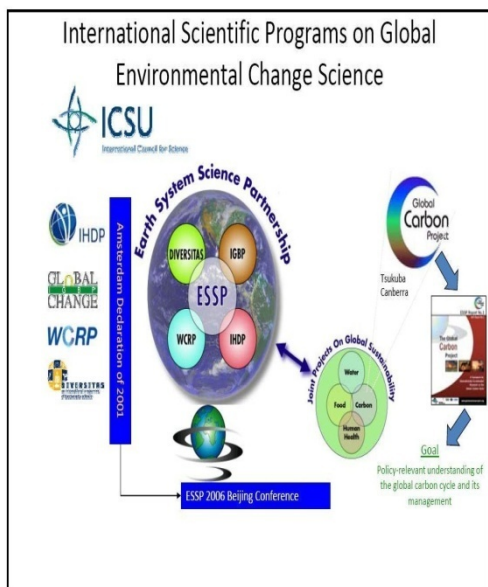 International Scientific Programs on Global
Environmental Change Science
ICSU
International Council for Science
IHDP
GLOBAL
CHANGE
WCRP
DIVERSITAS
Amsterdam Declaration of 2001
Earth System Science Partnership
DIVERSITAS
IGBP
ESSP
WCRP
IHDP
ESSP 2006 Beijing Conference
Joint Projects On Global Sustainability
Water
Food
Carbon
Human
Health
Global
Carbon
Project
Tsukuba
Canberra
The Global
Carbon
Project
Goal
Policy-relevant understanding of
the global carbon cycle and its
management